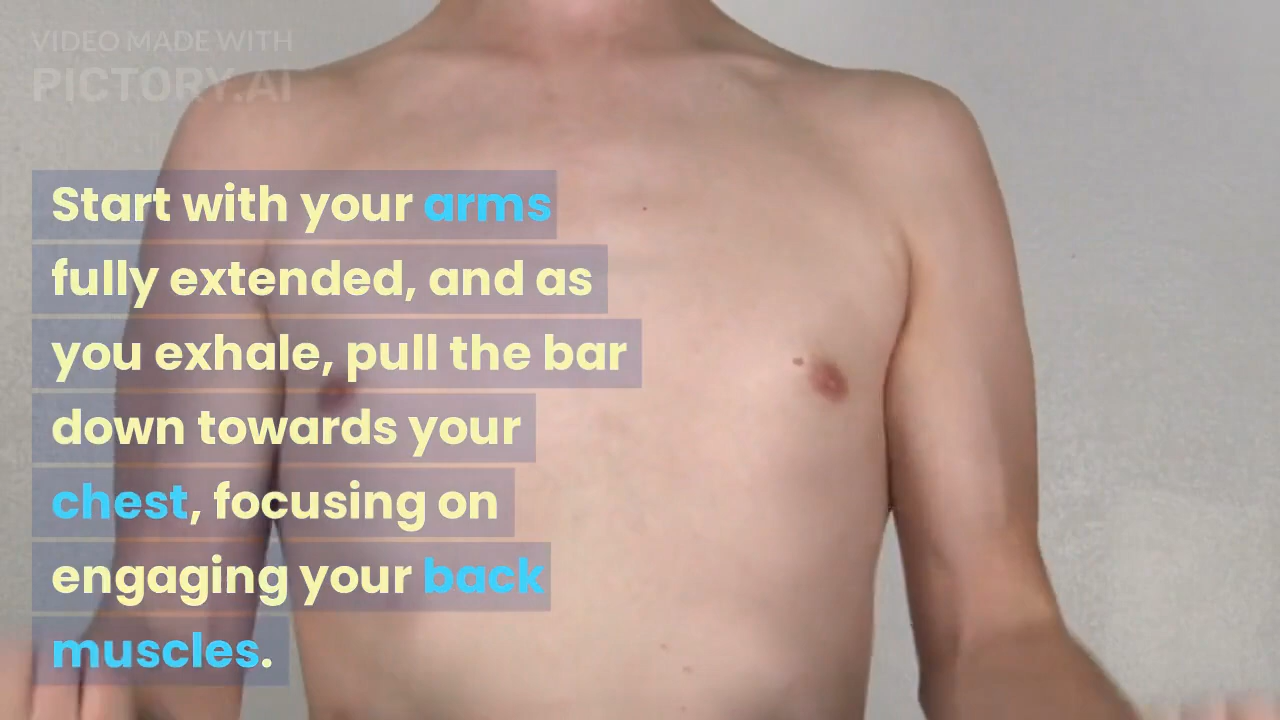 VIDEO MADE WITH
PICTORY.AI
Start with your arms
fully extended, and as
you exhale, pull the bar
down towards your
chest, focusing on
engaging your back
muscles.